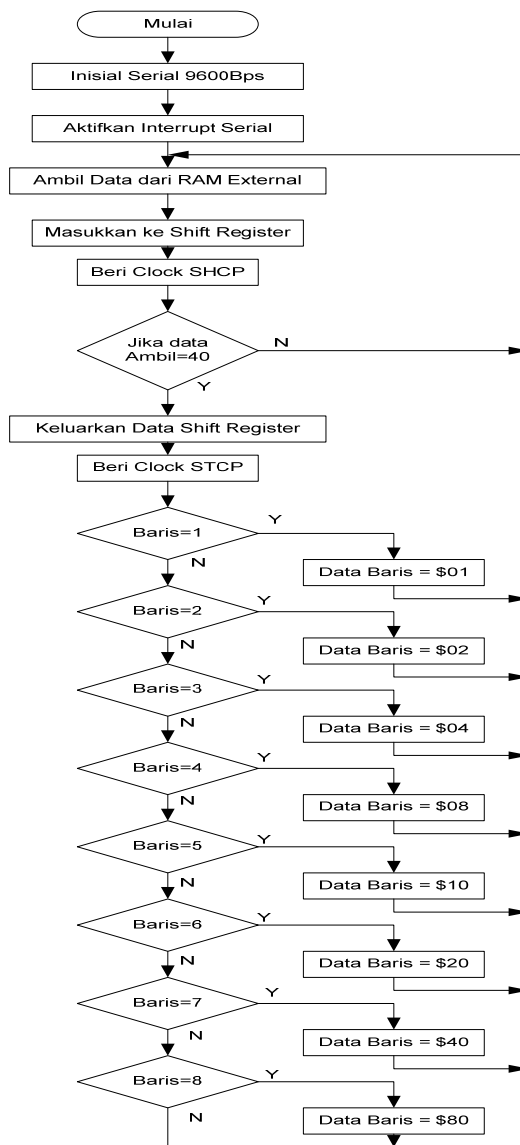 Mulai
Inisial Serial 9600Bps
Aktifkan Interrupt Serial
Ambil Data dari RAM External
Masukkan ke Shift Register
Beri Clock SHCP
Jika data
Ambil=40
N
Y
Keluarkan Data Shift Register
Beri Clock STCP
Baris=1
Y
N
Data Baris = $01
Baris=2
Y
N
Data Baris = $02
Baris=3
Y
N
Data Baris = $04
Baris=4
Y
N
Data Baris = $08
Baris=5
Y
N
Data Baris = $10
Baris=6
Y
N
Data Baris = $20
Baris=7
Y
N
Data Baris = $40
Baris=8
Y
N
Data Baris = $80